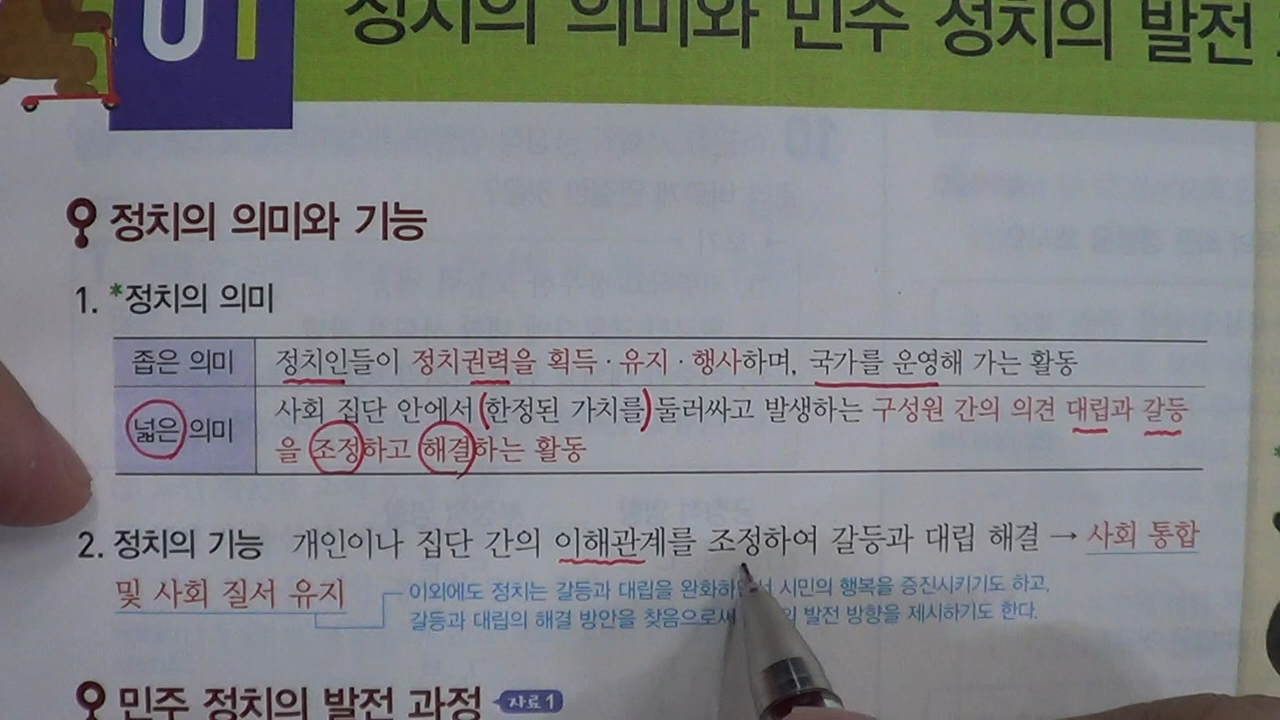 01
정치의 의미와 민주 정치의 발전
정치의 의미와 기능
1. *정치의 의미
좁은 의미 정치인들이 정치권력을 획득·유지·행사하며, 국가를 운영해 가는 활동
넓은 의미 사회 집단 안에서 (한정된 가치를) 둘러싸고 발생하는 구성원 간의 의견 대립과 갈등
을 조정하고 해결하는 활동
2. 정치의 기능 개인이나 집단 간의 이해관계를 조정하여 갈등과 대립 해결 → 사회 통합
및 사회 질서 유지
이외에도 정치는 갈등과 대립을 완화하 서 시민의 행복을 증진시키기도 하고,
갈등과 대립의 해결 방안을 찾음으로써 발전 방향을 제시하기도 한다.
민주 정치의 발전 과정 자료 1